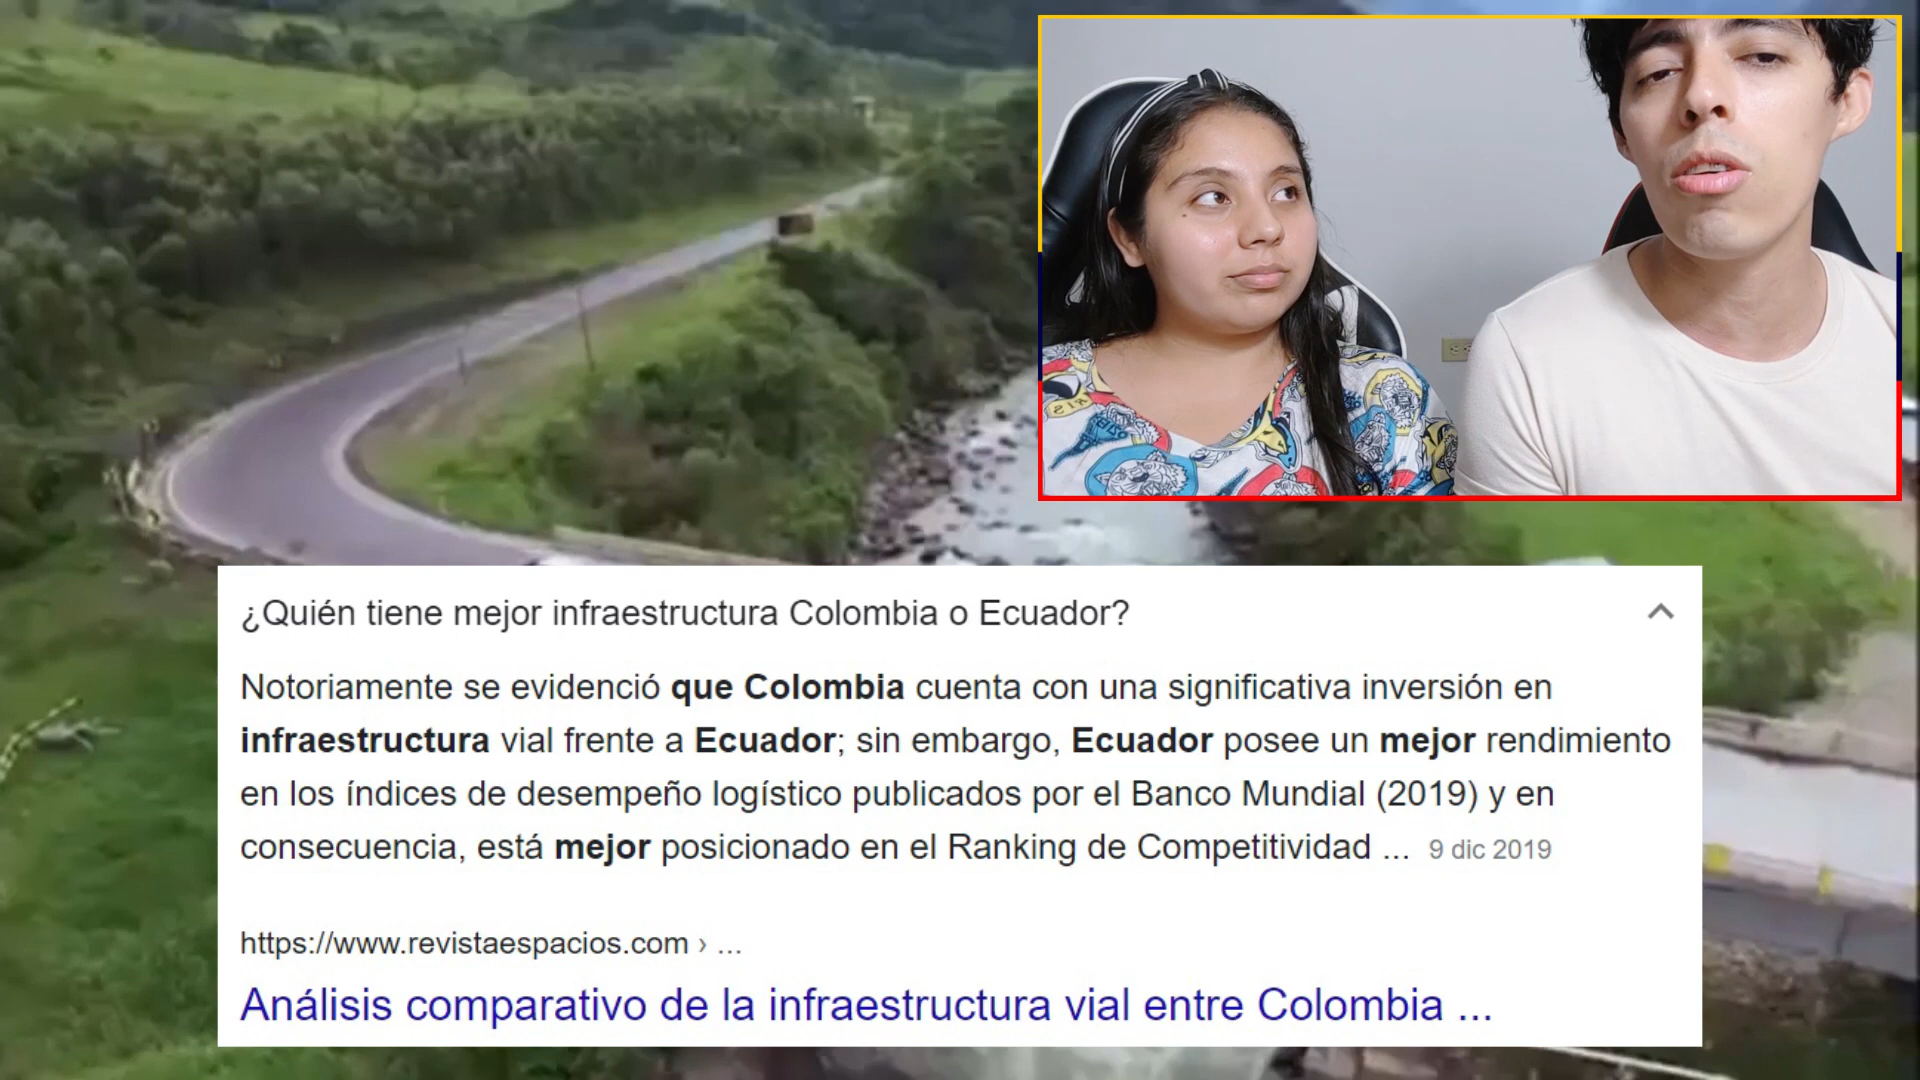 ¿Quién tiene mejor infraestructura Colombia o Ecuador?
Notoriamente se evidenció que Colombia cuenta con una significativa inversión en
infraestructura vial frente a Ecuador; sin embargo, Ecuador posee un mejor rendimiento
en los índices de desempeño logístico publicados por el Banco Mundial (2019) y en
consecuencia, está mejor posicionado en el Ranking de Competitividad ... 9 dic 2019
https://www.revistaespacios.com › ...
Análisis comparativo de la infraestructura vial entre Colombia ...